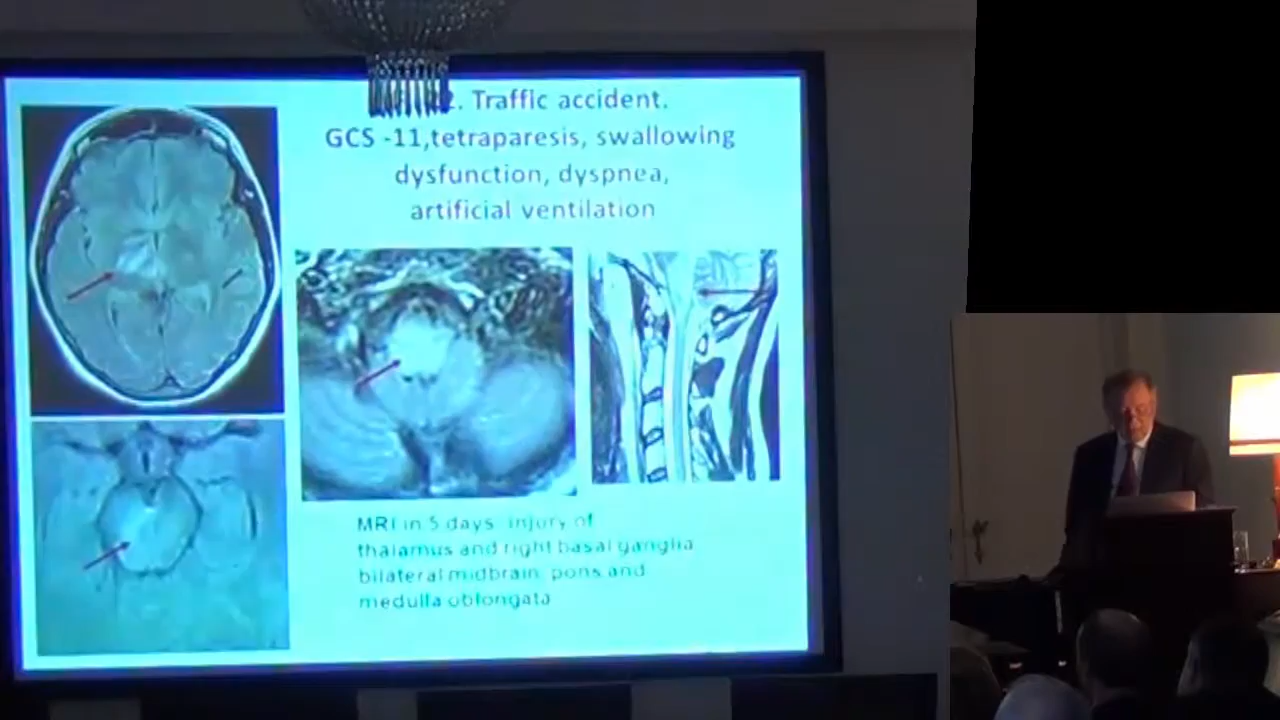 2. Traffic accident.
GCS -11,tetraparesis, swallowing
dysfunction, dyspnea,
artificial ventilation
MRI in 5 days injury of
thalamus and right basal ganglia
bilateral midbrain pons and
medulla oblongata